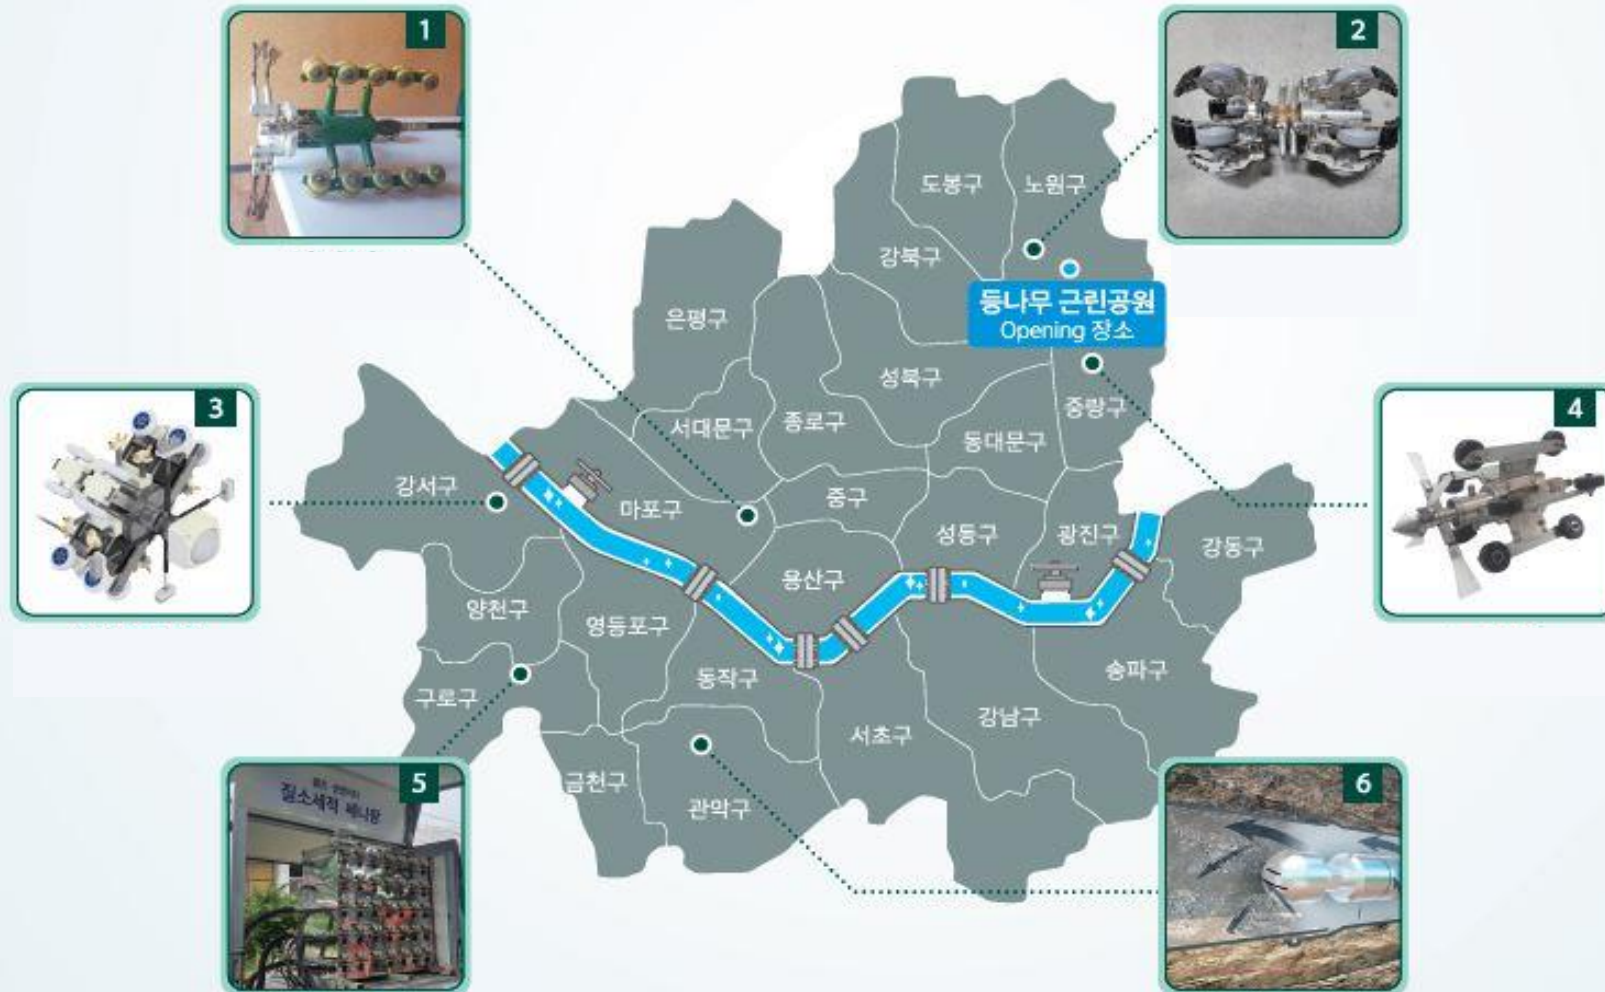 1
2
도봉구
노원구
강북구
등나무 근린공원
Opening 장소
은평구
성북구
3
4
서대문구
종로구
중랑구
동대문구
강서구
마포구
중구
성동구
광진구
강동구
용산구
양천구
영등포구
동작구
송파구
구로구
강남구
서초구
5
6
금천구
관악구
질소세척